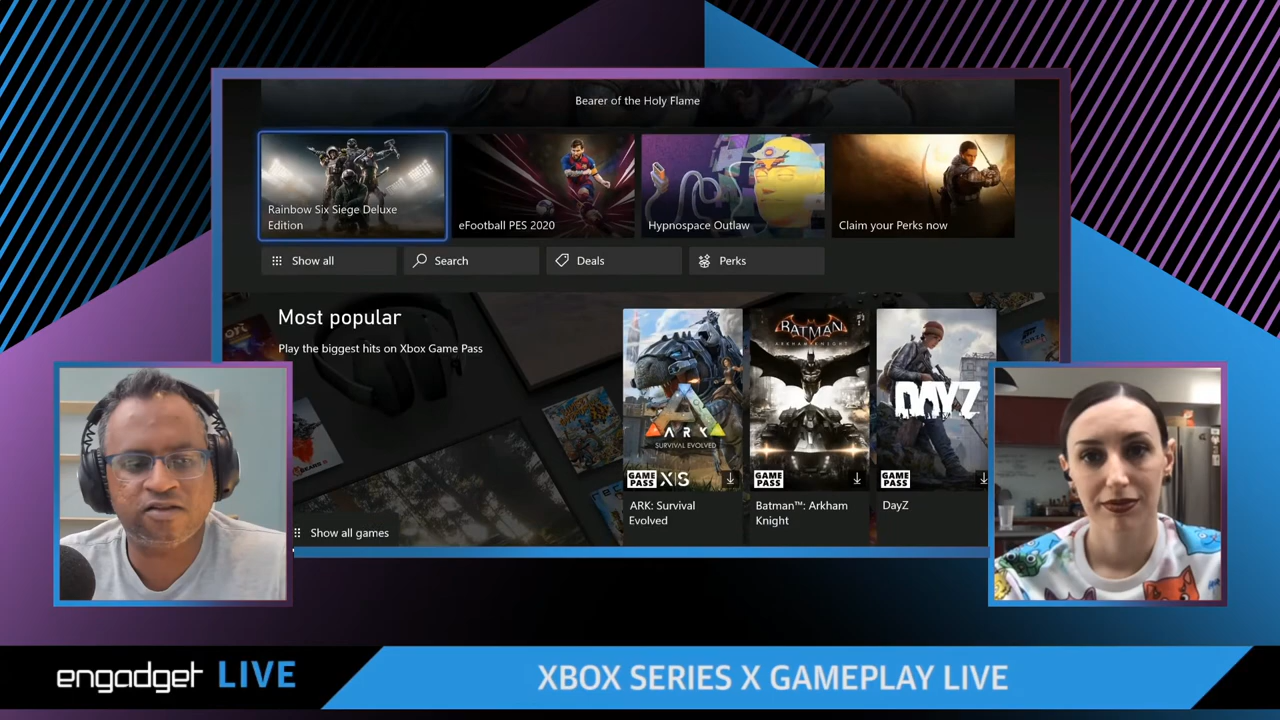 Bearer of the Holy Flame
Rainbow Six Siege Deluxe
Edition
eFootball PES 2020
Hypnospace Outlaw
Claim your Perks now
Show all
Search
Deals
Perks
Most popular
Play the biggest hits on Xbox Game Pass
ARK
SURVIVAL EVOLVED
BATMAN
ARKHAM KNIGHT
DAYZ
GAME
PASS
X|S
GAME
PASS
GAME
PASS
ARK: Survival
Evolved
Batman™: Arkham
Knight
DayZ
Show all games
engadget LIVE
XBOX SERIES X GAMEPLAY LIVE